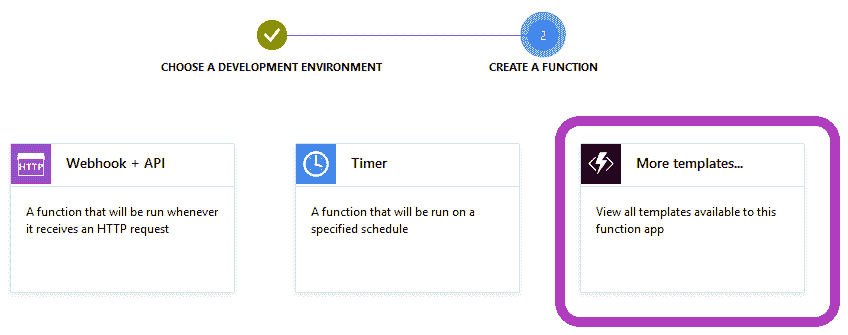 2
CHOOSE A DEVELOPMENT ENVIRONMENT
CREATE A FUNCTION
HTTP
Webhook + API
A function that will be run whenever
it receives an HTTP request
Timer
A function that will be run on a
specified schedule
More templates...
View all templates available to this
function app